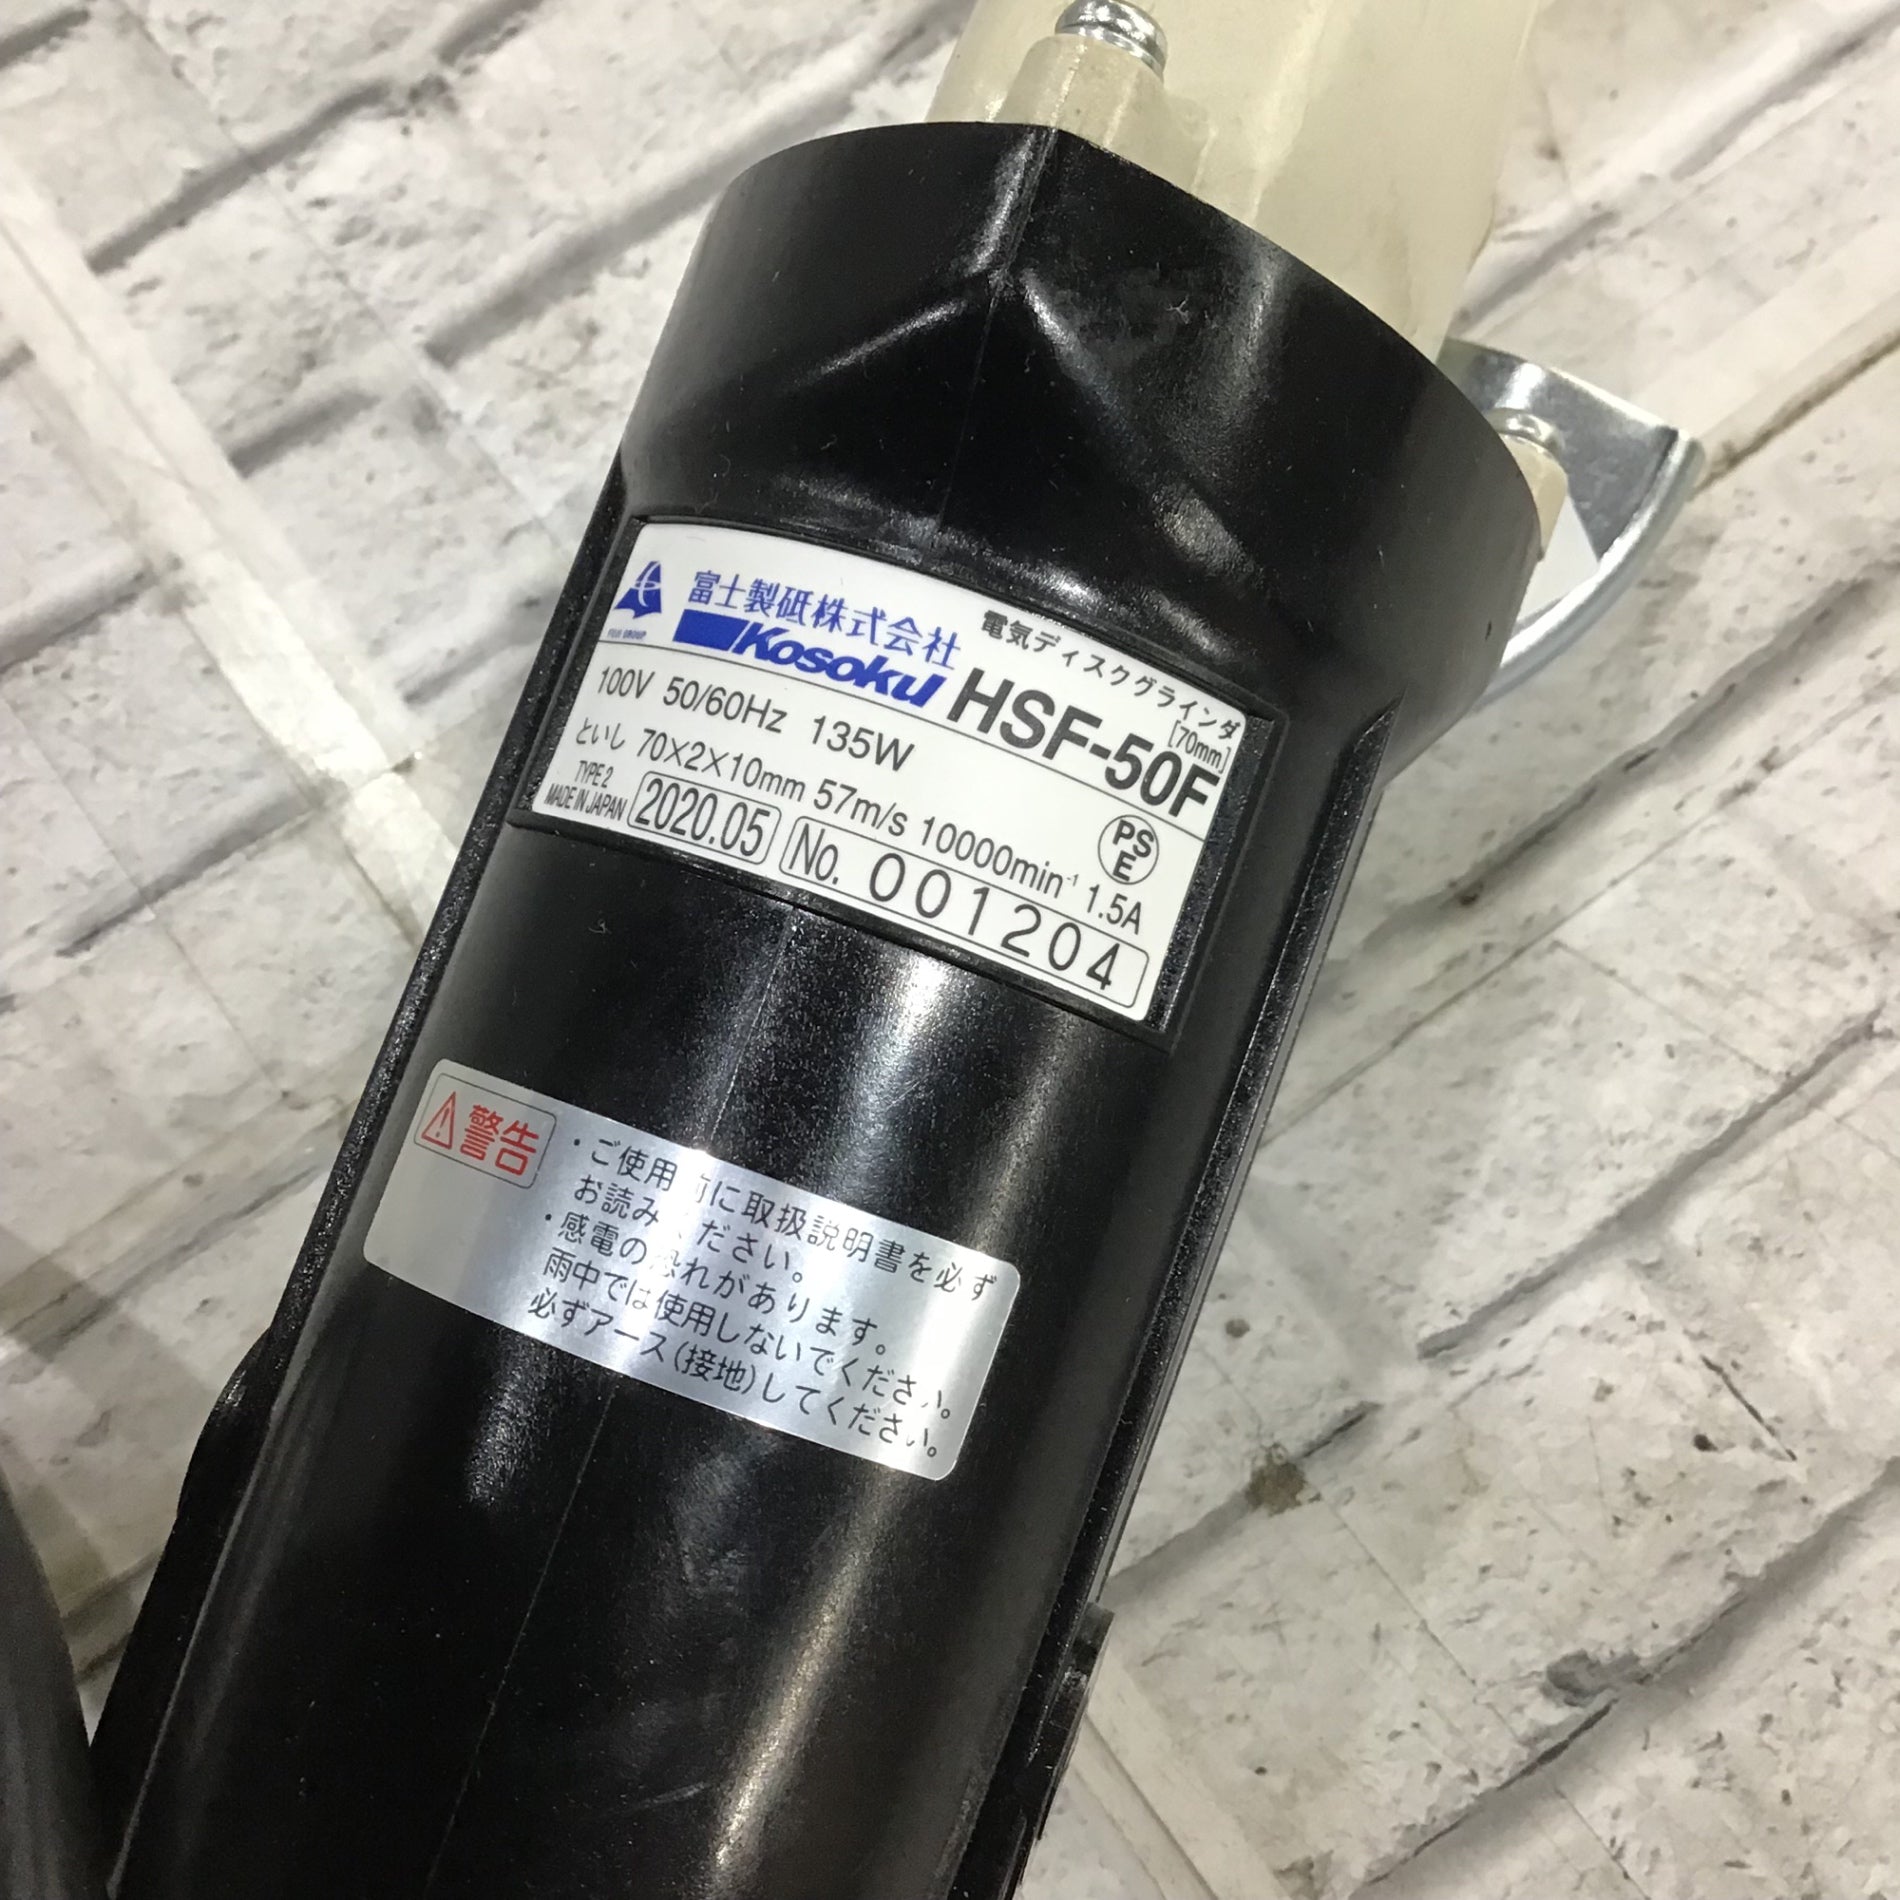 富士製砥株式会社 電気ディスクグラインダ
FUJI GROUP Kosoku HSF-50F [70mm]
100V 50/60Hz 135W
といし 70×2×10mm 57m/s 10000min-1 1.5A
PSE
TYPE 2
MADE IN JAPAN
2020.05 No. 001204
⚠警告
・ご使用前に取扱説明書を必ず
お読みください。
・感電の恐れがあります。
雨中では使用しないでください。
必ずアース(接地)してください。